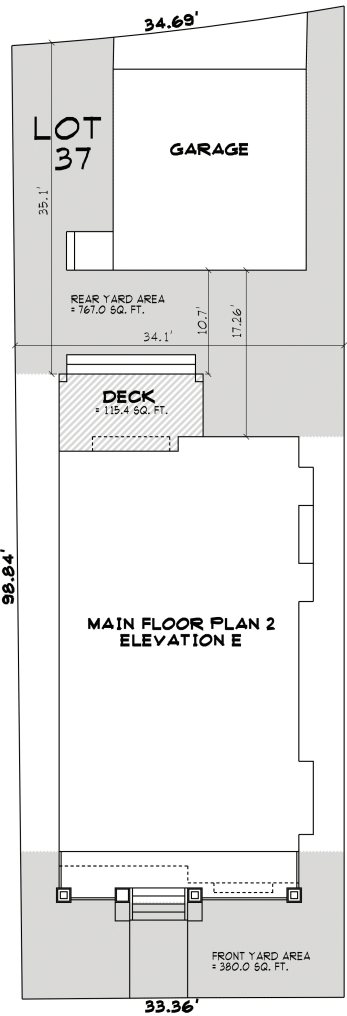 34.69'
LOT
37
GARAGE
35.1'
REAR YARD AREA
= 767.0 SQ. FT.
10.7'
17.26'
34.1'
DECK
= 115.4 SQ. FT.
98.84'
MAIN FLOOR PLAN 2
ELEVATION E
FRONT YARD AREA
= 380.0 SQ. FT.
33.36'